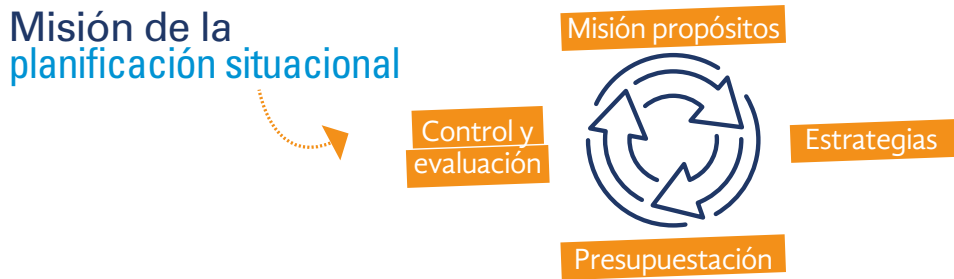 Misión de la
planificación situacional
Misión propósitos
Control y
evaluación
Estrategias
Presupuestación